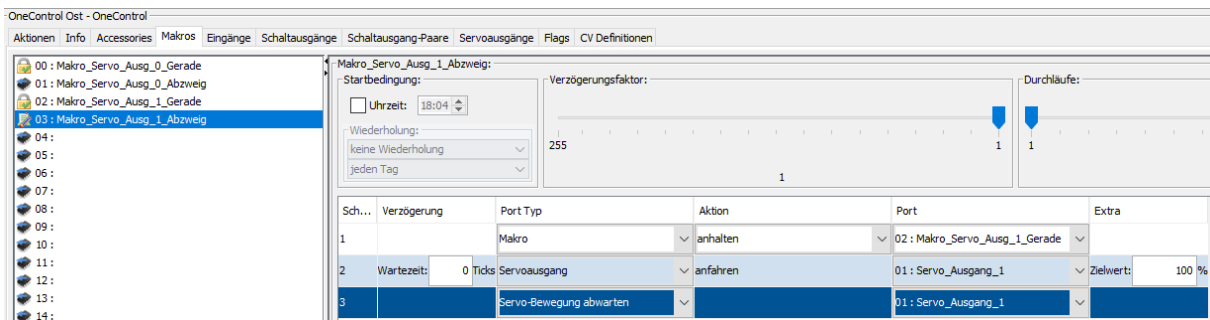 OneControl Ost - OneControl
Aktionen Info Accessories Makros Eingänge Schaltausgänge Schaltausgang-Paare Servoausgänge Flags CV Definitionen
00 : Makro_Servo_Ausg_0_Gerade
01 : Makro_Servo_Ausg_0_Abzweig
02 : Makro_Servo_Ausg_1_Gerade
03 : Makro_Servo_Ausg_1_Abzweig
04 :
05 :
06 :
07 :
08 :
09 :
10 :
11 :
12 :
13 :
14 :
Makro_Servo_Ausg_1_Abzweig:
Startbedingung:
Uhrzeit: 18:04
Wiederholung:
keine Wiederholung
jeden Tag
Verzögerungsfaktor:
255 1
1
Durchläufe:
1
Sch... Verzögerung Port Typ Aktion Port Extra
1 Makro anhalten 02 : Makro_Servo_Ausg_1_Gerade
2 Wartezeit: 0 Ticks Servoausgang anfahren 01 : Servo_Ausgang_1 Zielwert: 100 %
3 Servo-Bewegung abwarten 01 : Servo_Ausgang_1